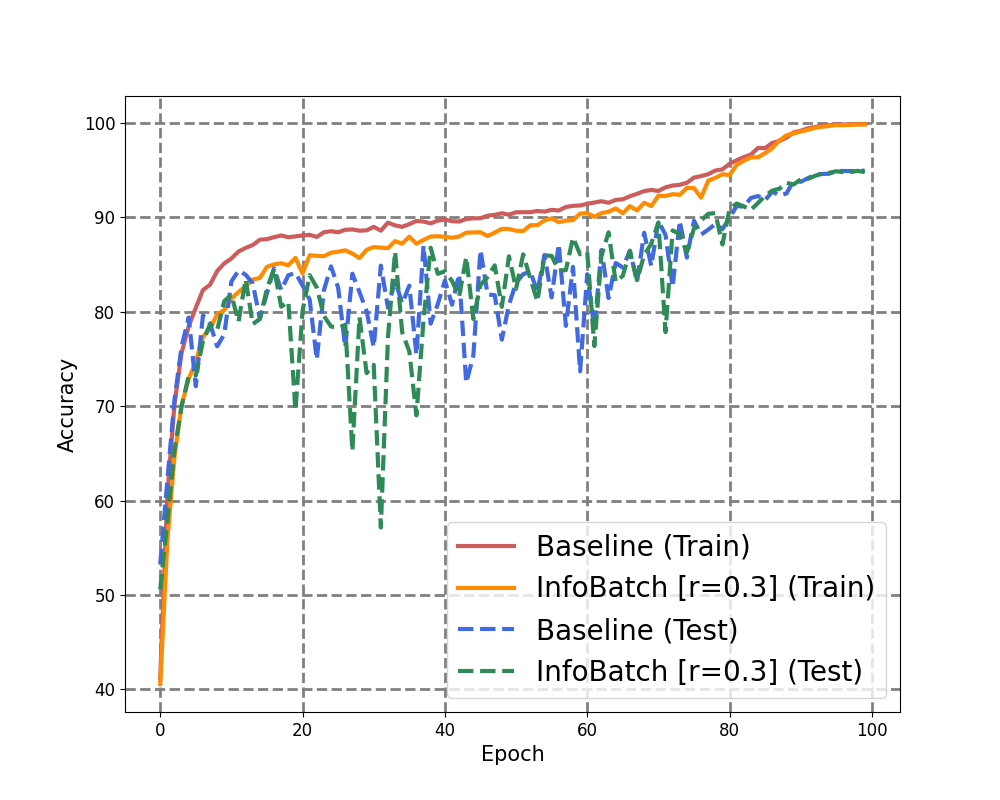 100
90
80
70
60
50
40
Accuracy
0 20 40 60 80 100
Epoch
Baseline (Train)
InfoBatch [r=0.3] (Train)
Baseline (Test)
InfoBatch [r=0.3] (Test)